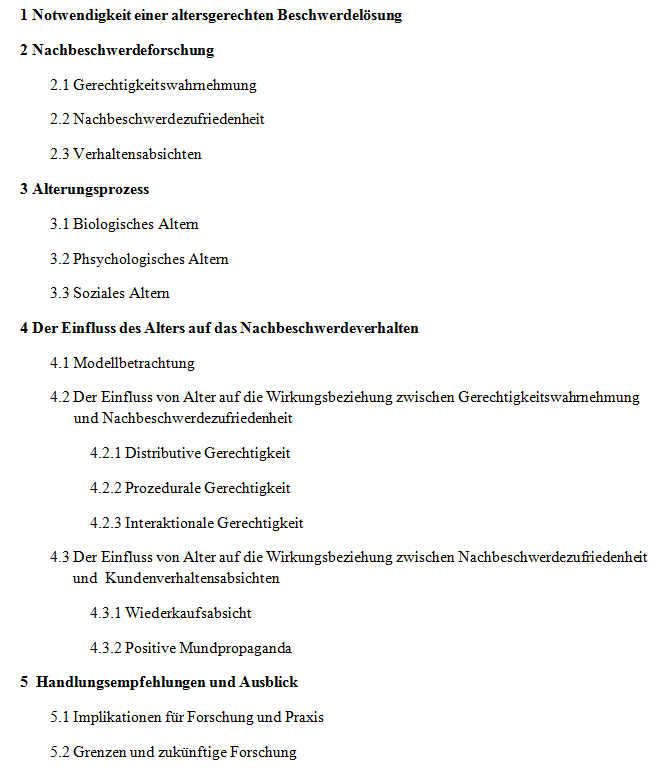 1 Notwendigkeit einer altersgerechten Beschwerdelösung
2 Nachbeschwerdeforschung
2.1 Gerechtigkeitswahrnehmung
2.2 Nachbeschwerdezufriedenheit
2.3 Verhaltensabsichten
3 Alterungsprozess
3.1 Biologisches Altern
3.2 Phsychologisches Altern
3.3 Soziales Altern
4 Der Einfluss des Alters auf das Nachbeschwerdeverhalten
4.1 Modellbetrachtung
4.2 Der Einfluss von Alter auf die Wirkungsbeziehung zwischen Gerechtigkeitswahrnehmung
und Nachbeschwerdezufriedenheit
4.2.1 Distributive Gerechtigkeit
4.2.2 Prozedurale Gerechtigkeit
4.2.3 Interaktionale Gerechtigkeit
4.3 Der Einfluss von Alter auf die Wirkungsbeziehung zwischen Nachbeschwerdezufriedenheit
und Kundenverhaltensabsichten
4.3.1 Wiederkaufsabsicht
4.3.2 Positive Mundpropaganda
5 Handlungsempfehlungen und Ausblick
5.1 Implikationen für Forschung und Praxis
5.2 Grenzen und zukünftige Forschung